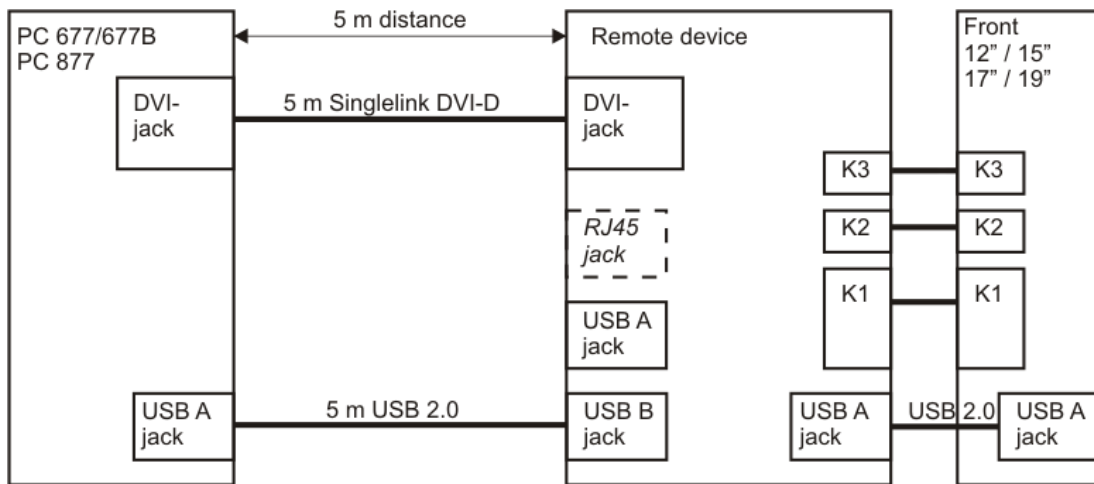 5 m distance
PC 677/677B
PC 877
Remote device
Front
12” / 15”
17” / 19”
DVI-
jack
5 m Singlelink DVI-D
DVI-
jack
K3
K3
RJ45
jack
K2
K2
K1
K1
USB A
jack
USB A
jack
5 m USB 2.0
USB B
jack
USB A
jack
USB 2.0
USB A
jack